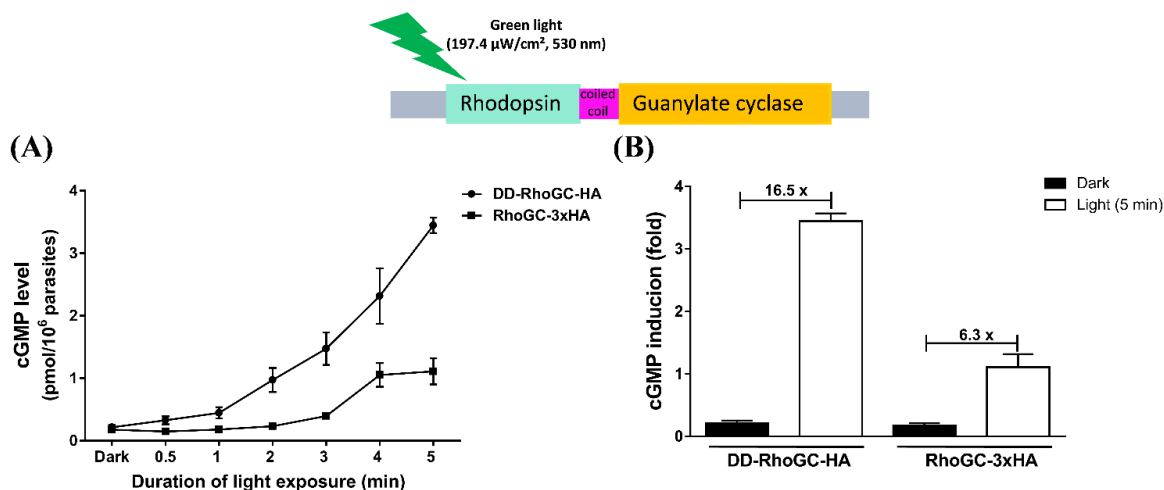 Green light
(197.4 µW/cm², 530 nm)
Rhodopsin
coiled
coil
Guanylate cyclase
(A)
DD-RhoGC-HA
RhoGC-3xHA
cGMP level
(pmol/10⁶ parasites)
4
3
2
1
0
Dark 0.5 1 2 3 4 5
Duration of light exposure (min)
(B)
Dark
Light (5 min)
cGMP inducion (fold)
4
3
2
1
0
16.5 x
6.3 x
DD-RhoGC-HA RhoGC-3xHA